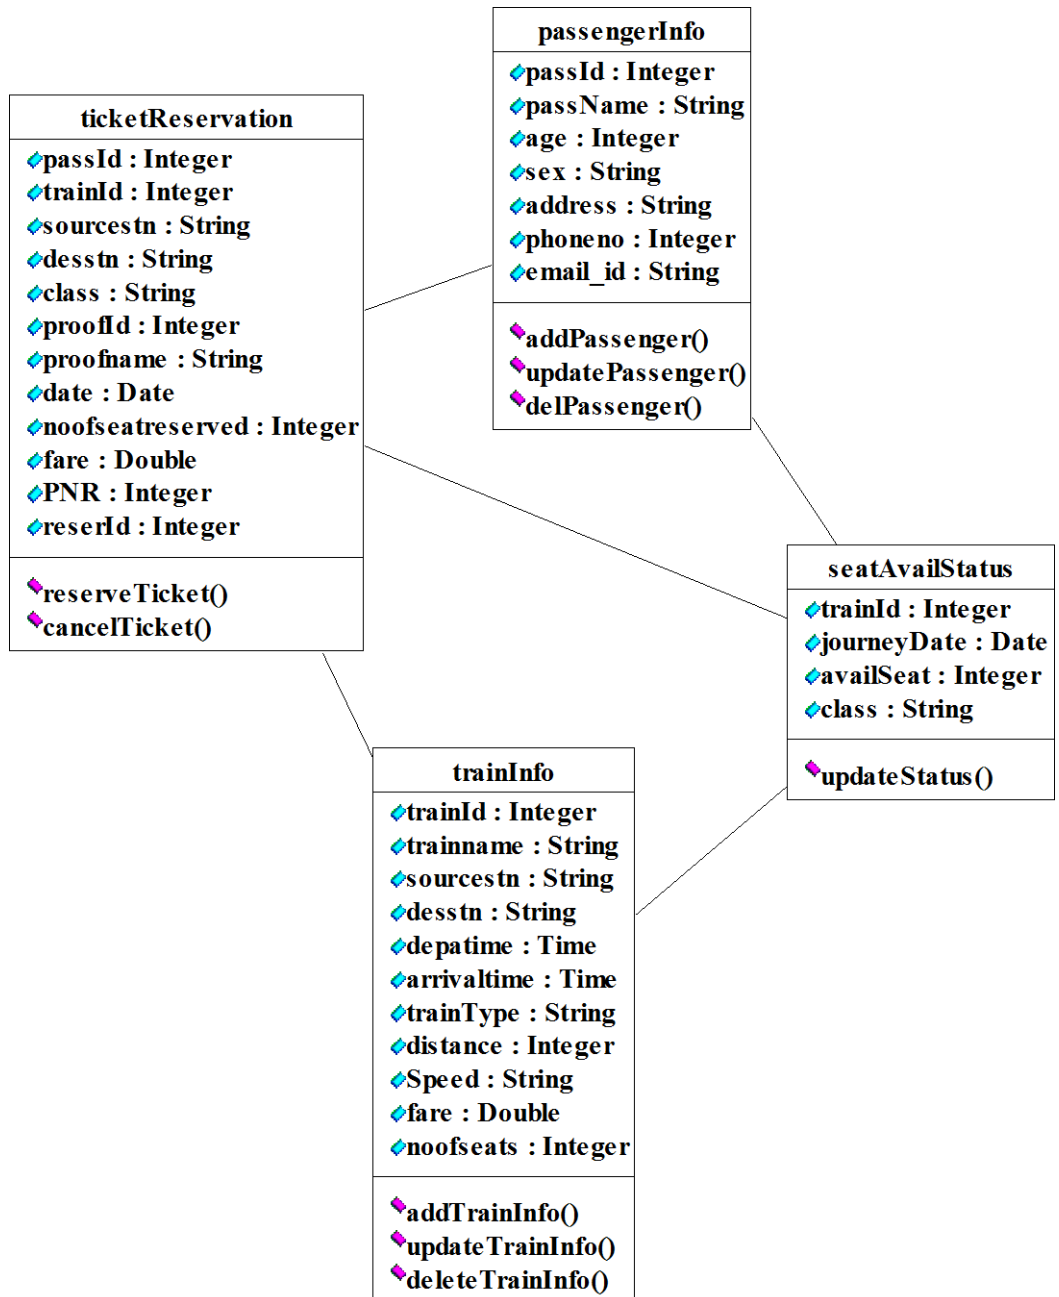 passengerInfo
passId : Integer
passName : String
age : Integer
sex : String
address : String
phoneno : Integer
email_id : String
addPassenger()
updatePassenger()
delPassenger()
ticketReservation
passId : Integer
trainId : Integer
sourcestn : String
desstn : String
class : String
proofId : Integer
proofname : String
date : Date
noofseatreserved : Integer
fare : Double
PNR : Integer
reserId : Integer
reserveTicket()
cancelTicket()
seatAvailStatus
trainId : Integer
journeyDate : Date
availSeat : Integer
class : String
updateStatus()
trainInfo
trainId : Integer
trainname : String
sourcestn : String
desstn : String
depatime : Time
arrivaltime : Time
trainType : String
distance : Integer
Speed : String
fare : Double
noofseats : Integer
addTrainInfo()
updateTrainInfo()
deleteTrainInfo()